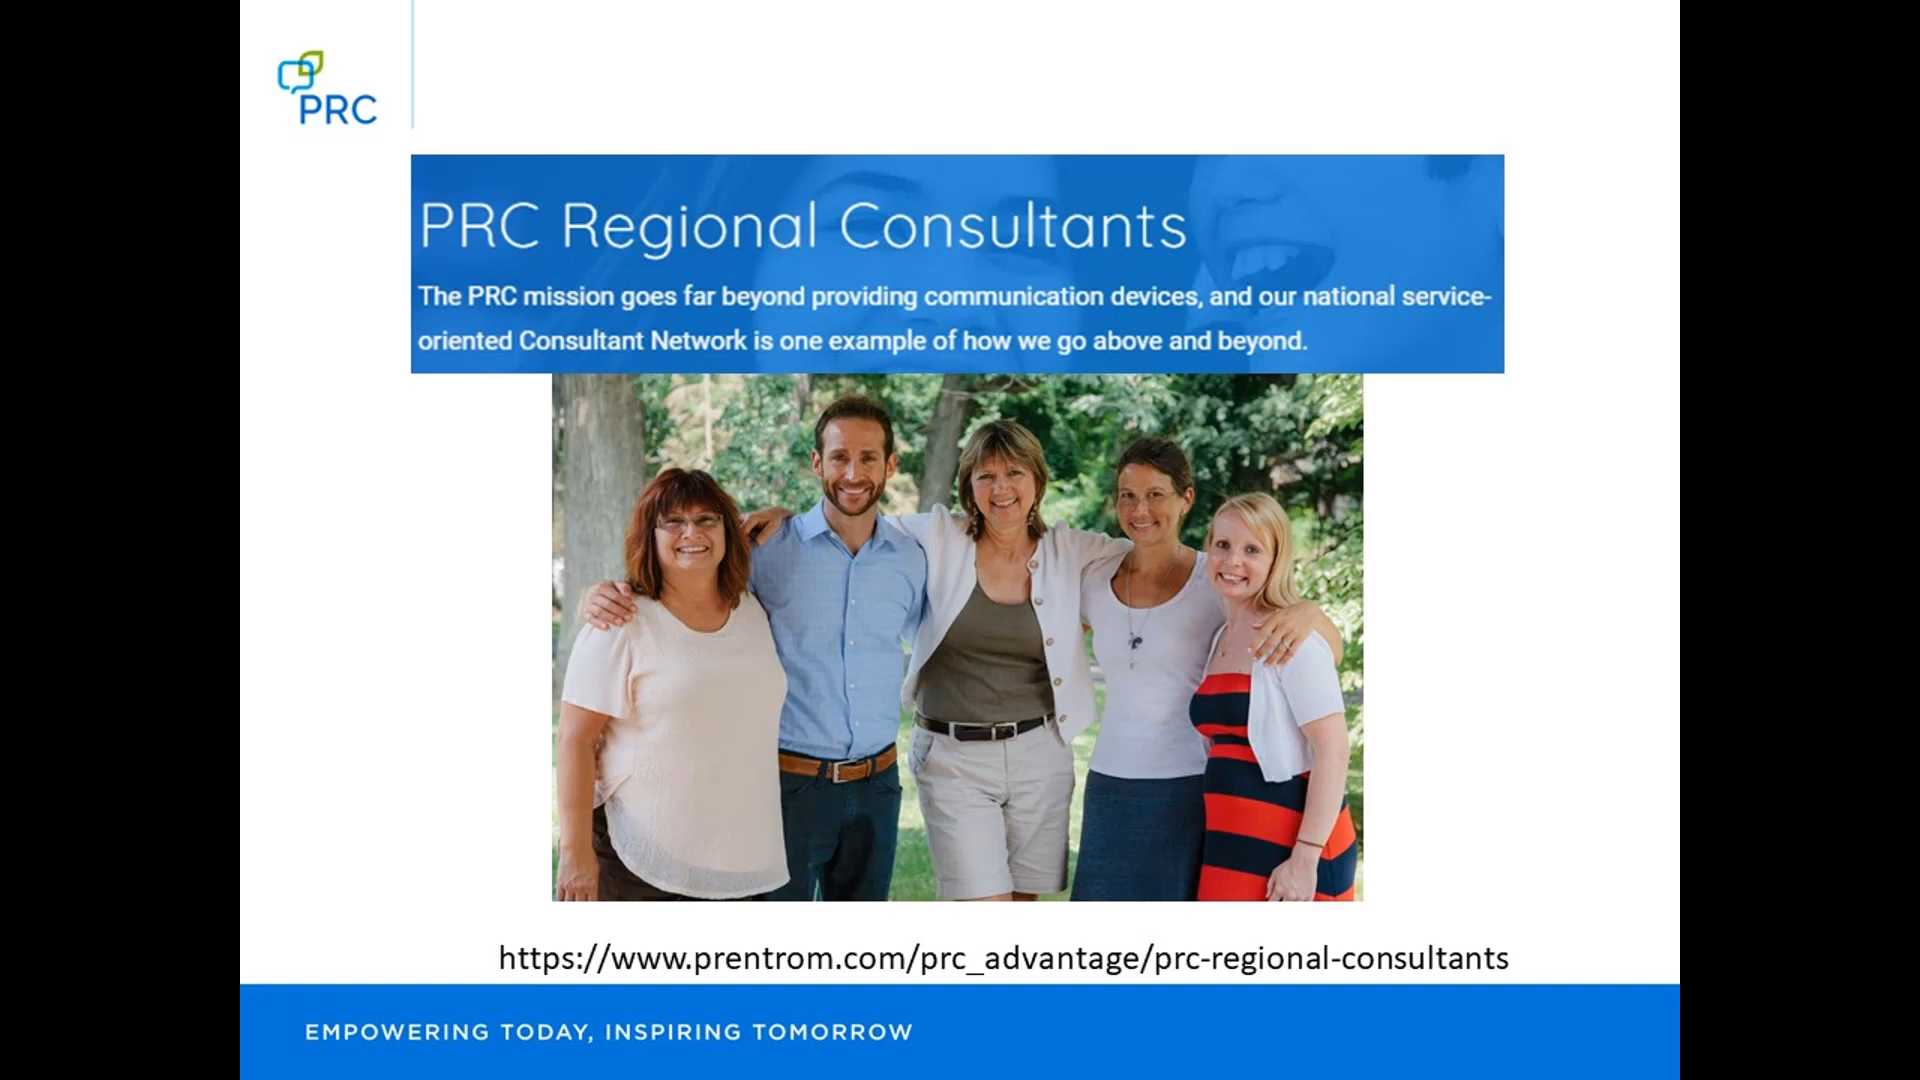 PRC
PRC Regional Consultants
The PRC mission goes far beyond providing communication devices, and our national service-
oriented Consultant Network is one example of how we go above and beyond.
https://www.prentrom.com/prc_advantage/prc-regional-consultants
EMPOWERING TODAY, INSPIRING TOMORROW